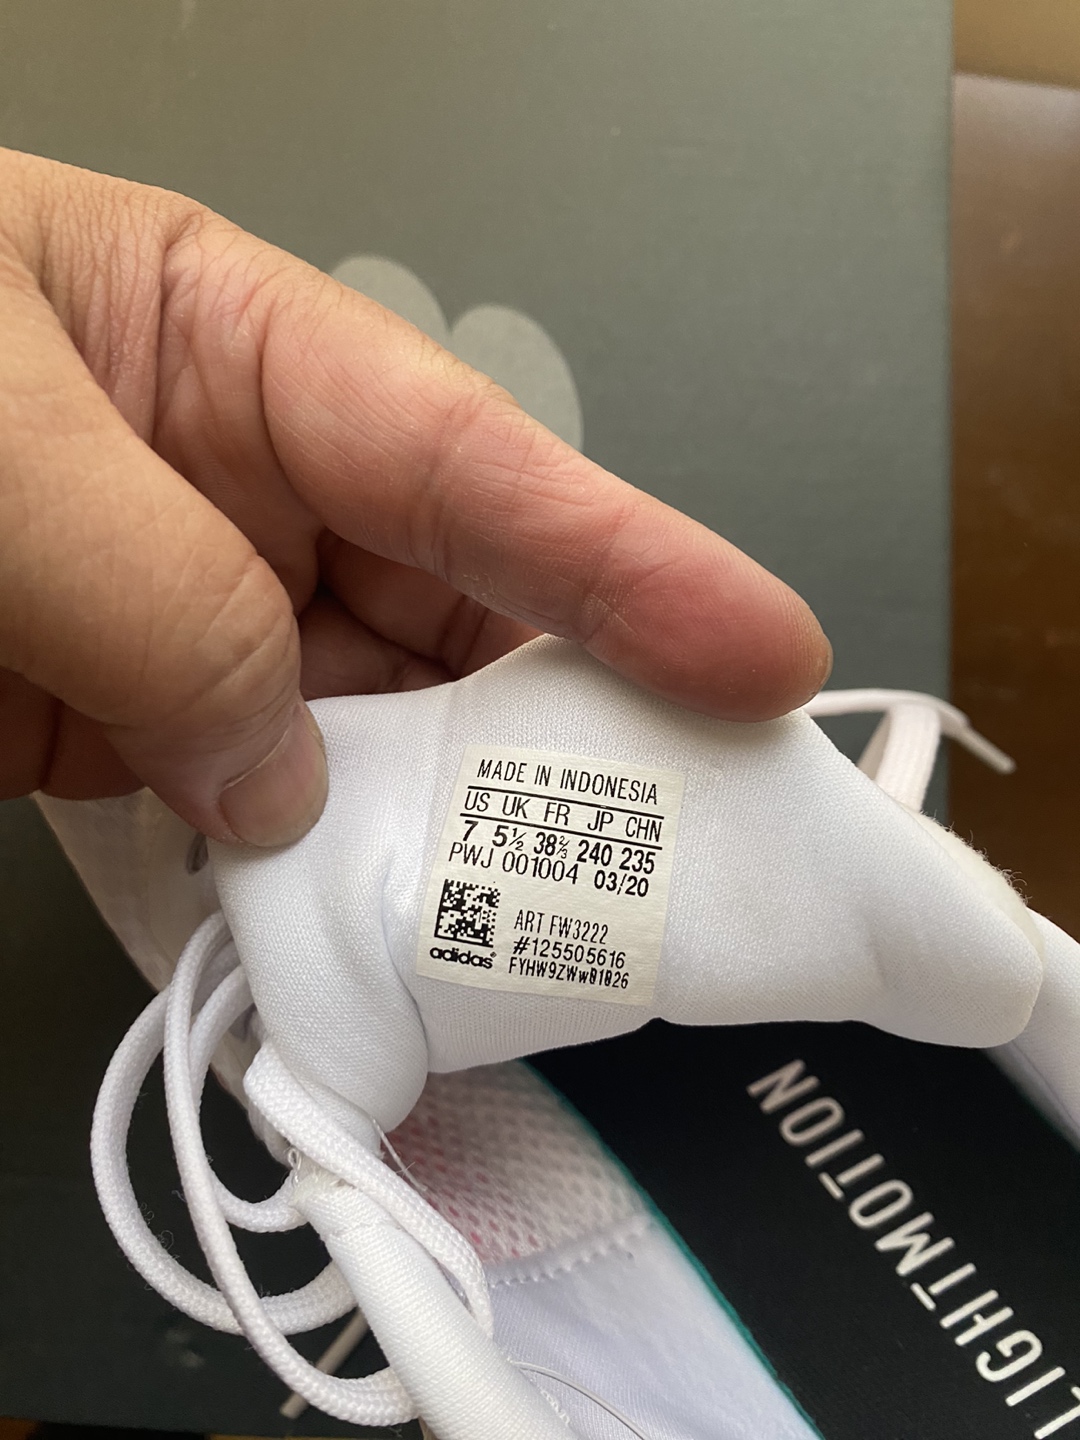 MADE IN INDONESIA
US UK FR JP CHN
7 5½ 38⅔ 240 235
PWJ 001004 03/20
ART FW3222
#125505616
FYHW9ZWw01026
adidas
LIGHTMOTION